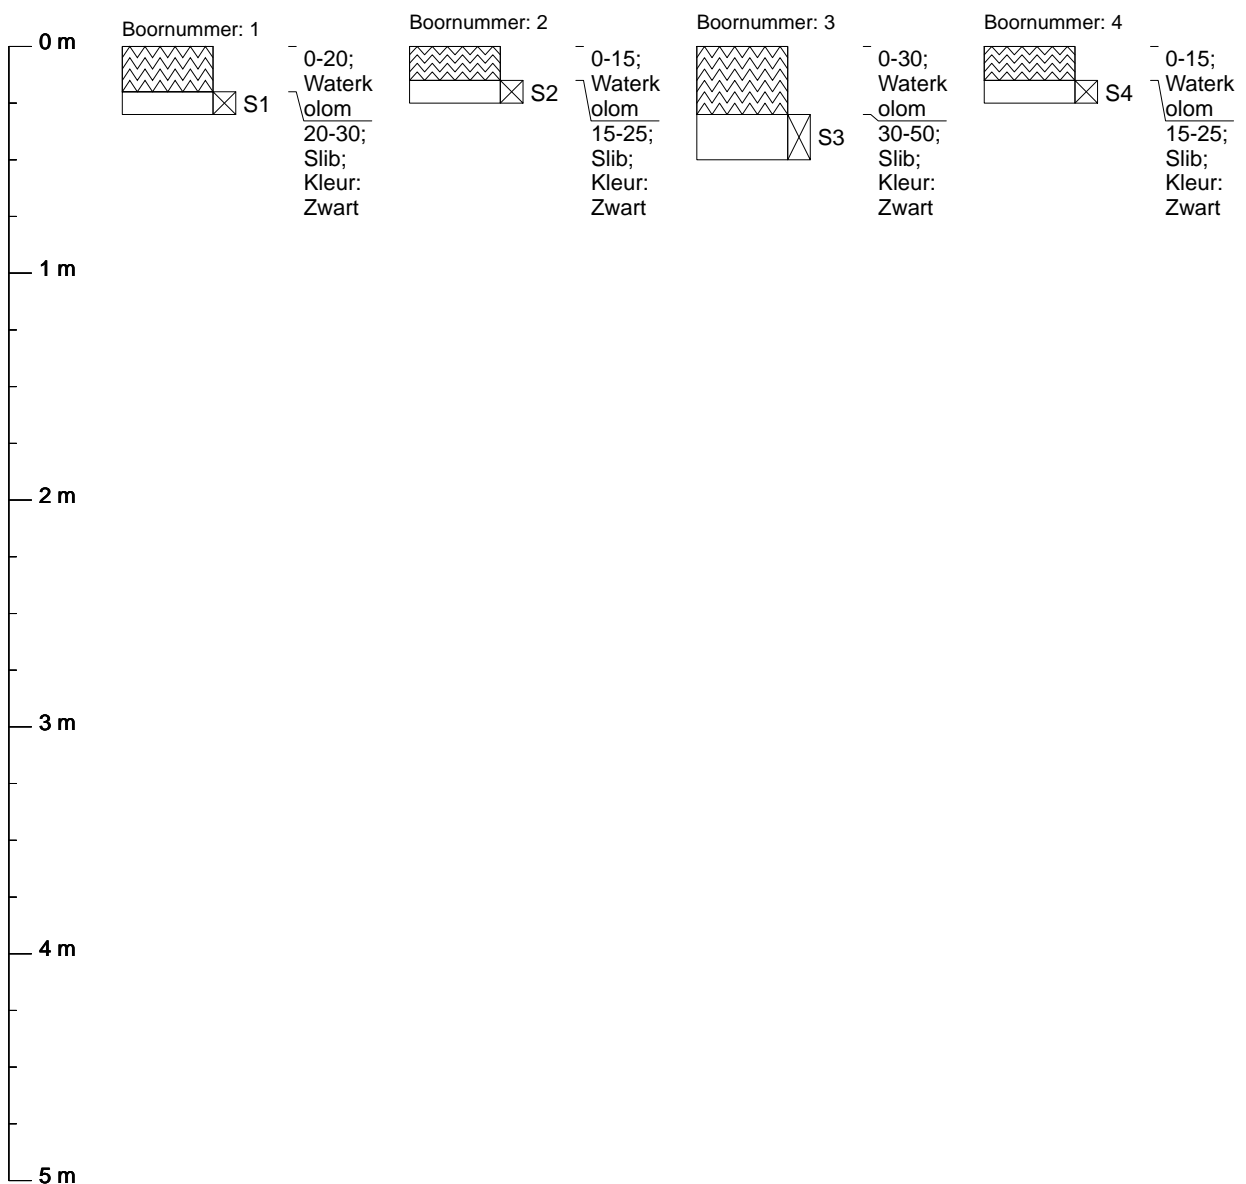 Boornummer: 1
0-20;
Waterk
olom
20-30;
Slib;
Kleur:
Zwart
S1
Boornummer: 2
0-15;
Waterk
olom
15-25;
Slib;
Kleur:
Zwart
S2
Boornummer: 3
0-30;
Waterk
olom
30-50;
Slib;
Kleur:
Zwart
S3
Boornummer: 4
0-15;
Waterk
olom
15-25;
Slib;
Kleur:
Zwart
S4
0 m
1 m
2 m
3 m
4 m
5 m